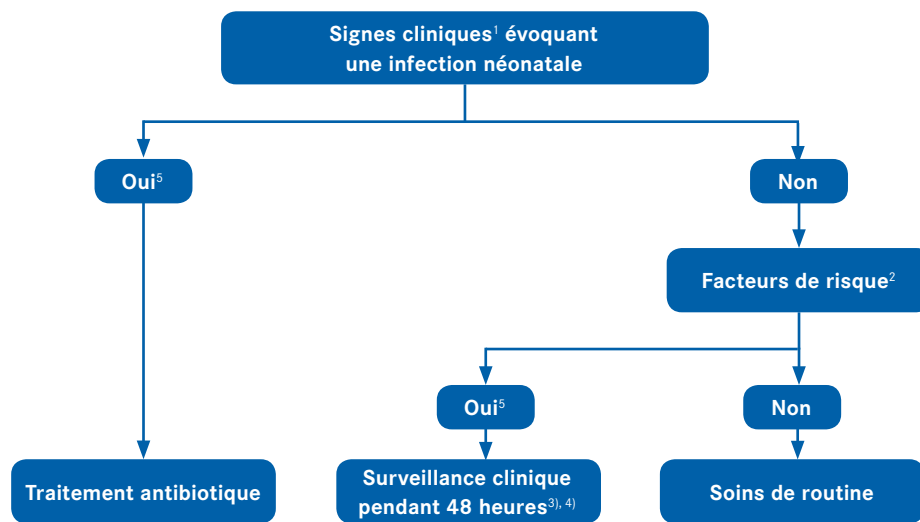 Signes cliniques¹ évoquant
une infection néonatale
Oui⁵
Non
Facteurs de risque²
Oui⁵
Non
Traitement antibiotique
Surveillance clinique
pendant 48 heures³⁾,⁴⁾
Soins de routine